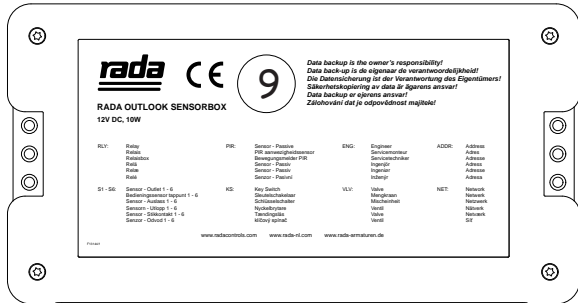 rada CE 9
RADA OUTLOOK SENSORBOX
12V DC, 10W
Data backup is the owner's responsibility!
Data back-up is de eigenaar de verantwoordelijkheid!
Die Datensicherung ist der Verantwortung des Eigentümers!
Säkerhetskopiering av data är ägarens ansvar!
Data backup er ejerens ansvar!
Zálohování dat je odpovědnost majitele!
RLY: Relay
Relais
Relaisbox
Relä
Relæ
Relé
PIR: Sensor - Passive
PIR aanwezigheidssensor
Bewegungsmelder PIR
Sensor - Passiv
Sensor - Passiv
Senzor - Pasivní
ENG: Engineer
Servicemonteur
Servicetechniker
Ingenjör
Ingeniør
Inženýr
ADDR: Address
Adres
Adresse
Adress
Adresse
Adresa
S1 - S6: Sensor - Outlet 1 - 6
Bedieningssensor tappunt 1 - 6
Sensor - Auslass 1 - 6
Sensorn - Utlopp 1 - 6
Sensor - Stikkontakt 1 - 6
Senzor - Odvod 1 - 6
KS: Key Switch
Sleutelschakelaar
Schlüsselschalter
Nyckelbrytare
Tændingslås
klíčový spínač
VLV: Valve
Mengkraan
Mischeinheit
Ventil
Valve
Ventil
NET: Network
Netwerk
Netzwerk
Nätverk
Netværk
Síť
www.radacontrols.com www.rada-nl.com www.rada-armaturen.de